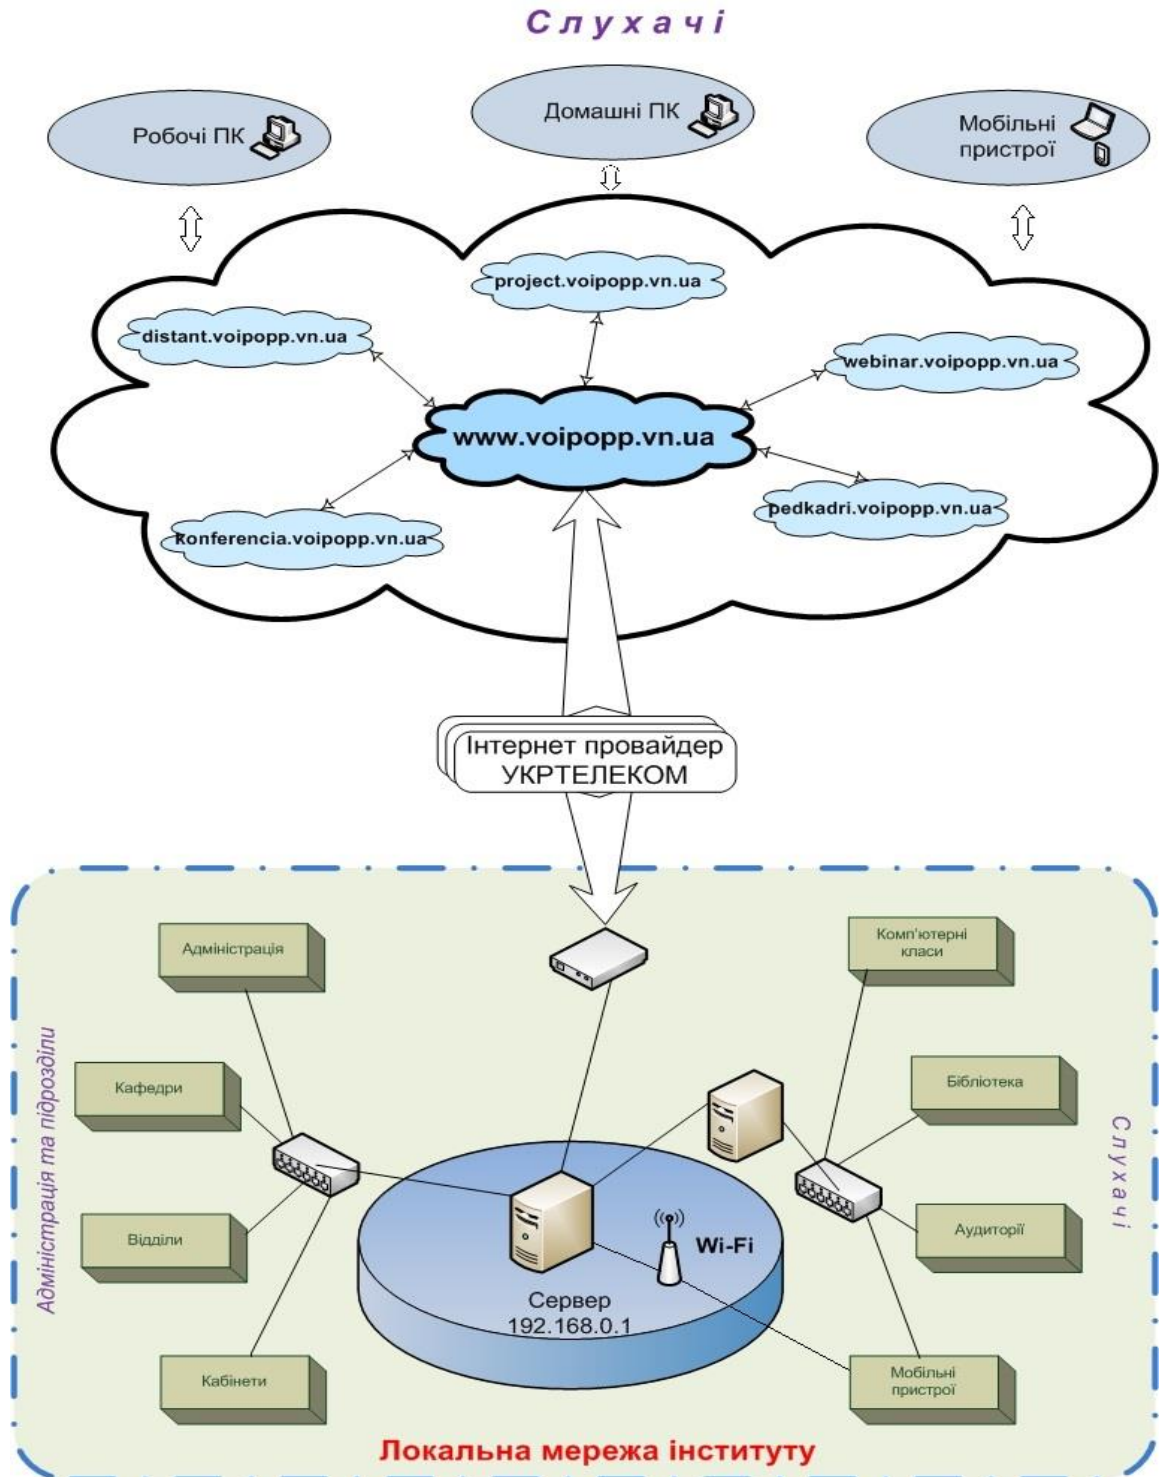 Слухачі
Робочі ПК
Домашні ПК
Мобільні
пристрої
project.voipopp.vn.ua
distant.voipopp.vn.ua
webinar.voipopp.vn.ua
www.voipopp.vn.ua
pedkadri.voipopp.vn.ua
konferencia.voipopp.vn.ua
Інтернет провайдер
УКРТЕЛЕКОМ
Адміністрація та підрозділи
Адміністрація
Кафедри
Відділи
Кабінети
Комп'ютерні
класи
Бібліотека
Аудиторії
Мобільні
пристрої
Слухачі
Wi-Fi
Сервер
192.168.0.1
Локальна мережа інституту